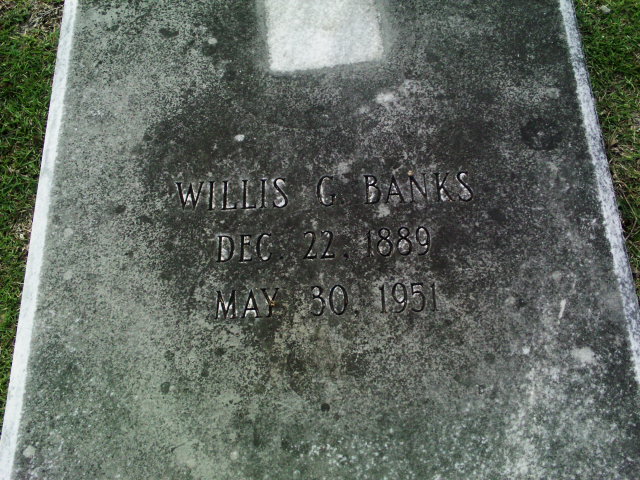 WILLIS G. BANKS
DEC. 22, 1889
MAY 30, 1951